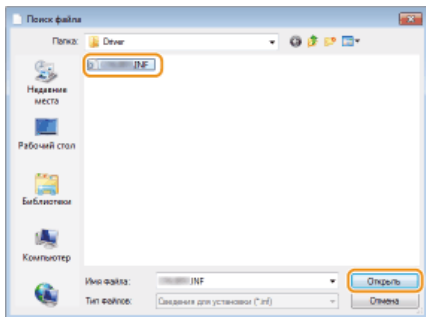 Поиск файла
Папка:
Driver
.INF
Недавние места
Рабочий стол
Библиотеки
Компьютер
Имя файла:
.INF
Открыть
Тип файлов:
Сведения для установки (*.inf)
Отмена